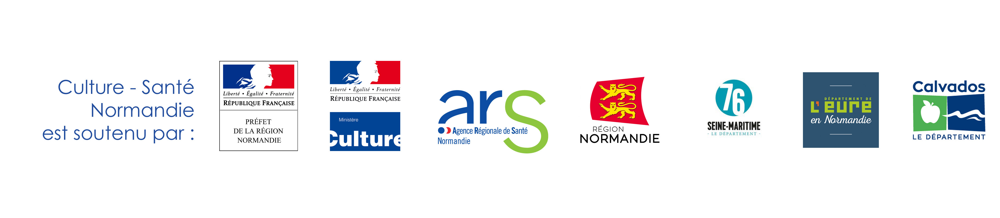 Culture - Santé
Normandie
est soutenu par :
Liberté • Égalité • Fraternité
RÉPUBLIQUE FRANÇAISE
PRÉFET
DE LA RÉGION
NORMANDIE
Liberté • Égalité • Fraternité
RÉPUBLIQUE FRANÇAISE
Ministère
Culture
ars
Agence Régionale de Santé
Normandie
RÉGION
NORMANDIE
76
SEINE-MARITIME
- LE DÉPARTEMENT -
DÉPARTEMENT DE
L'eure
en Normandie
Calvados
LE DÉPARTEMENT